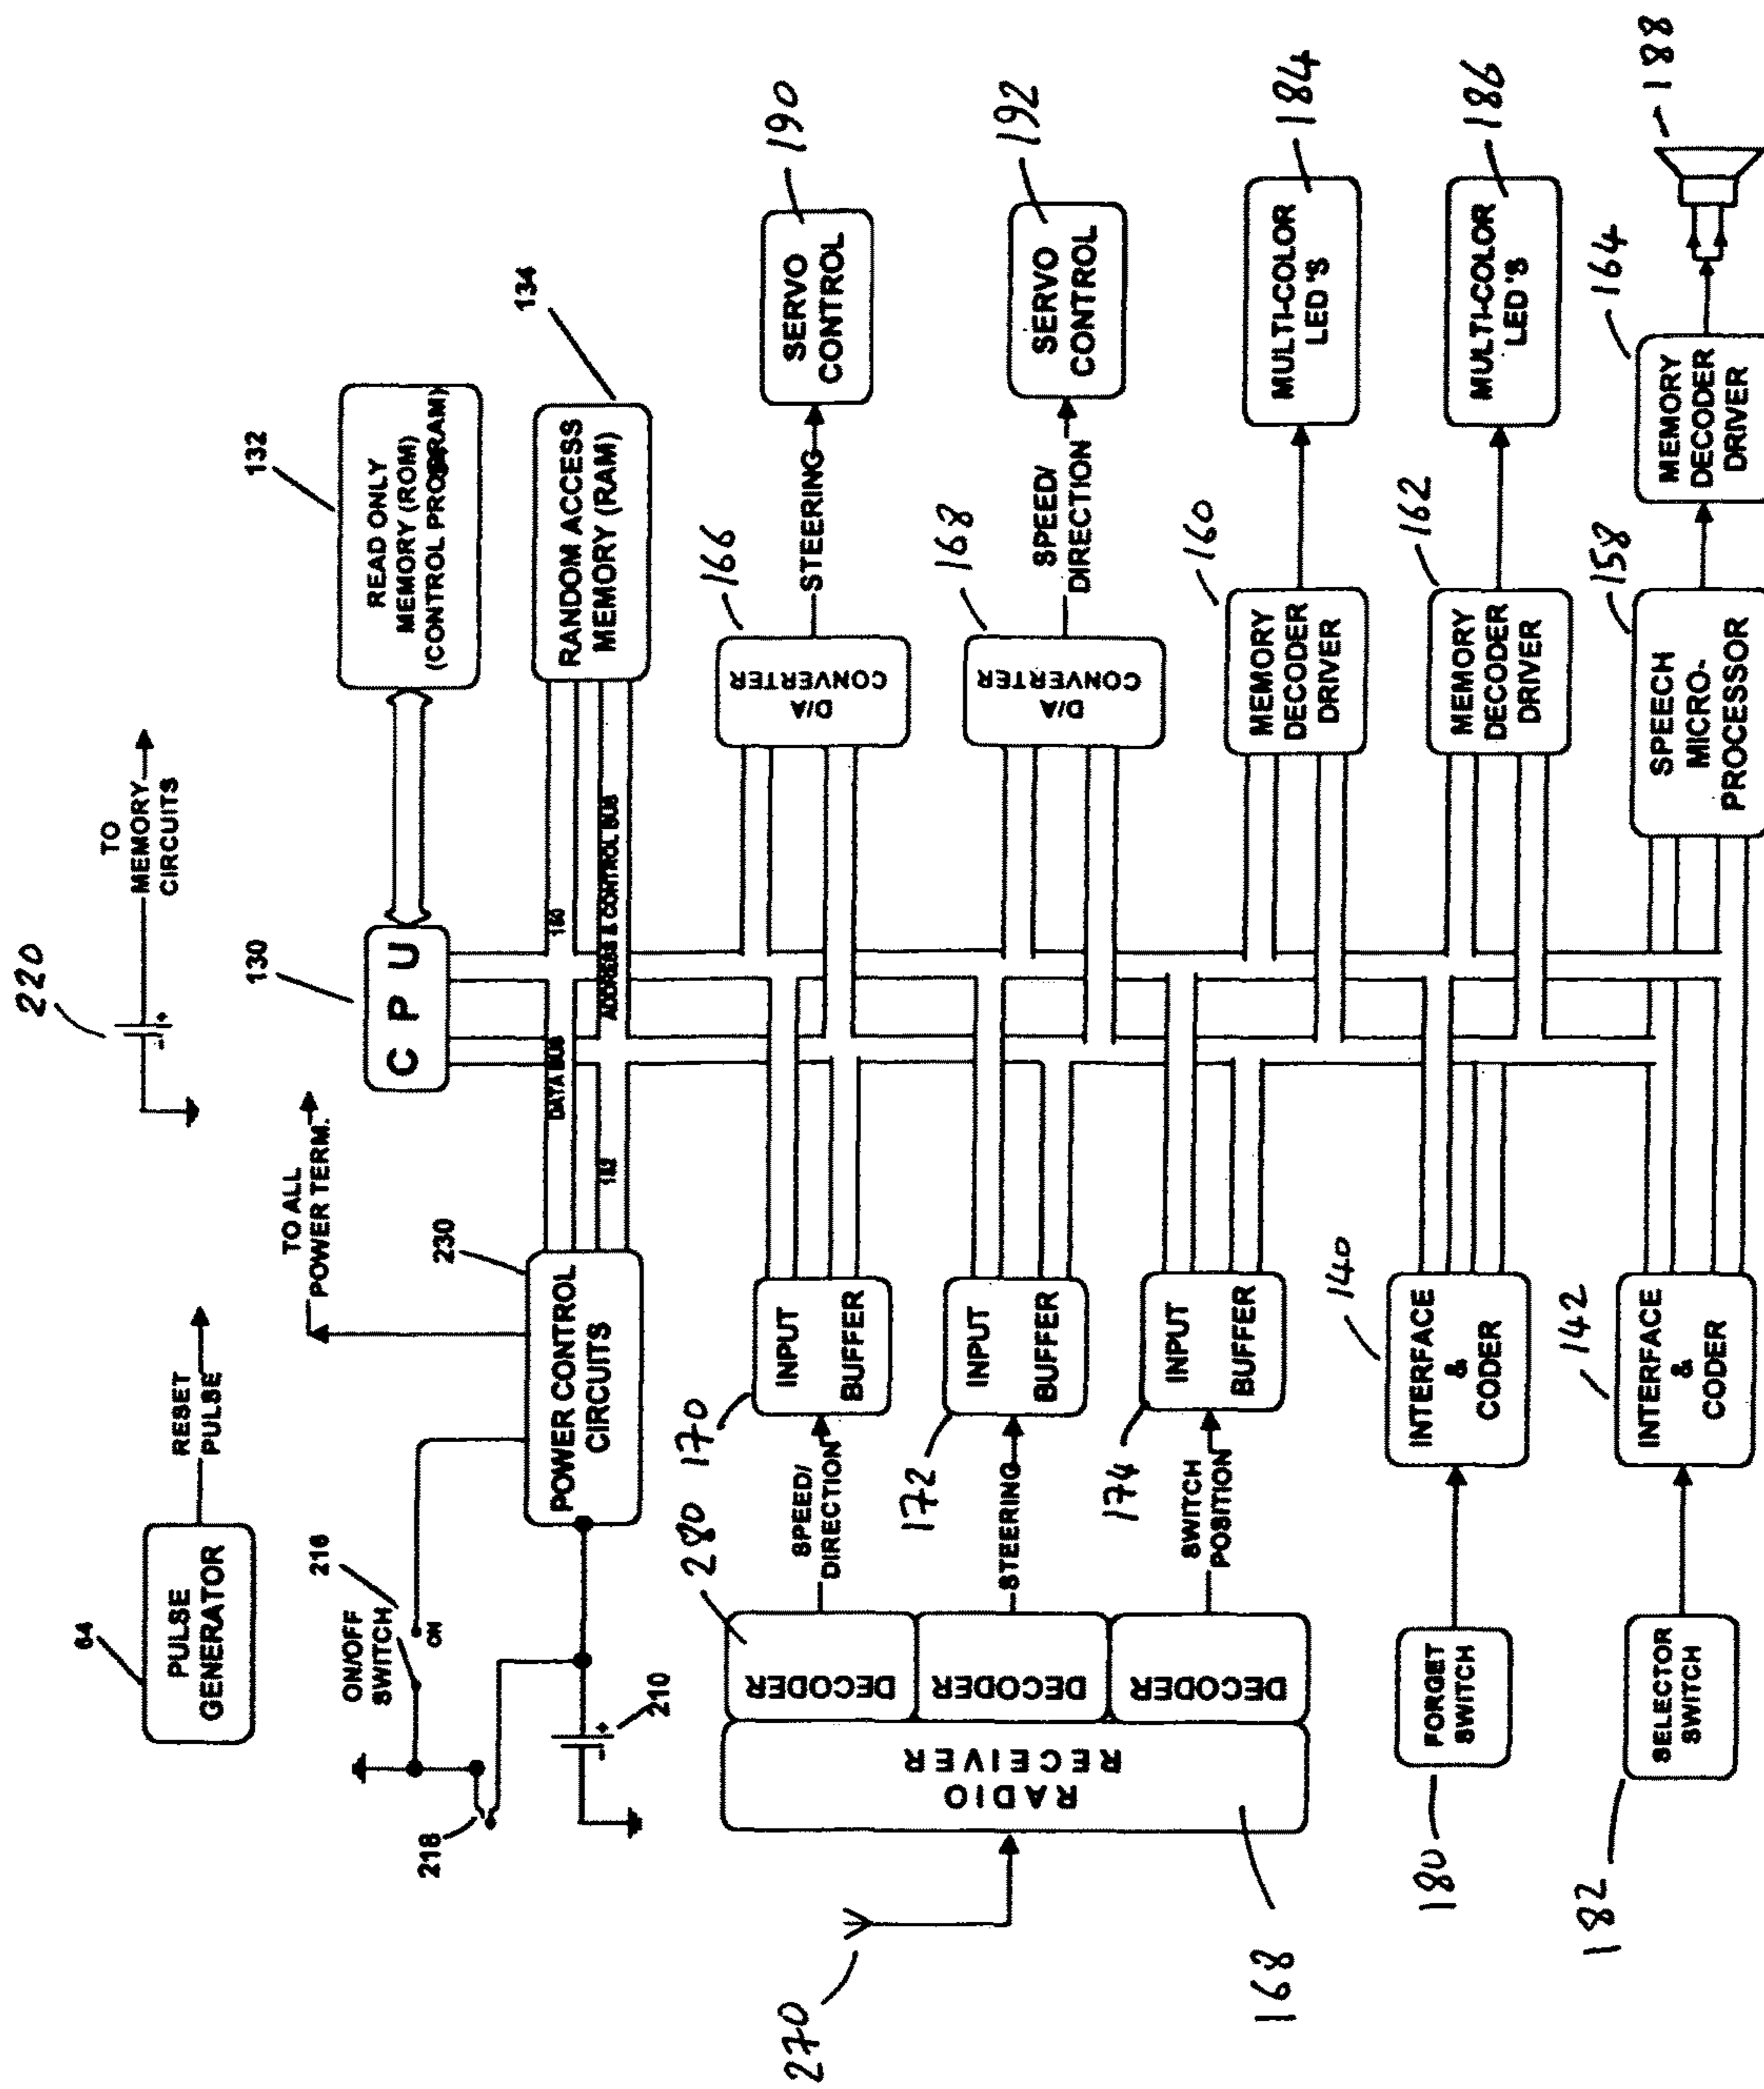 64
PULSE
GENERATOR
RESET
PULSE
220
- +
TO
MEMORY
CIRCUITS
ON/OFF
SWITCH
216
ON
218
- +
210
TO ALL
POWER TERM.
230
POWER CONTROL
CIRCUITS
130
C P U
132
READ ONLY
MEMORY (ROM)
134
RANDOM ACCESS
MEMORY (RAM)
DATA BUS
ADDRESS & CONTROL BUS
270
RADIO
RECEIVER
168
280
DECODER
DECODER
DECODER
SPEED/
DIRECTION
170
INPUT
BUFFER
166
D/A
CONVERTER
STEERING
SERVO
CONTROL
190
STEERING
172
INPUT
BUFFER
168
D/A
CONVERTER
SPEED/
DIRECTION
SERVO
CONTROL
192
SWITCH
POSITION
174
INPUT
BUFFER
160
MEMORY
DECODER
DRIVER
MULTI-COLOR
LED'S
184
180
FORGET
SWITCH
140
INTERFACE
&
CODER
162
MEMORY
DECODER
DRIVER
MULTI-COLOR
LED'S
186
182
SELECTOR
SWITCH
142
INTERFACE
&
CODER
158
SPEECH
MICRO-
PROCESSOR
164
MEMORY
DECODER
DRIVER
188